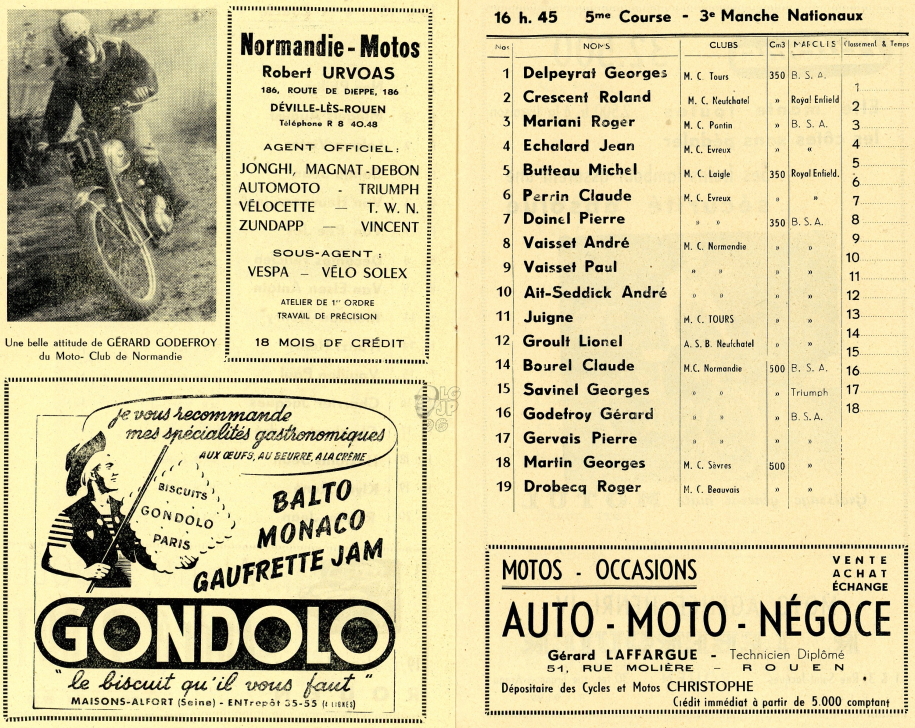 Une belle attitude de GÉRARD GODEFROY
du Moto- Club de Normandie
Normandie - Motos
Robert URVOAS
186, ROUTE DE DIEPPE, 186
DÉVILLE-LÈS-ROUEN
Téléphone R 8 40.48
AGENT OFFICIEL:
JONGHI, MAGNAT-DEBON
AUTOMOTO - TRIUMPH
VÉLOCETTE — T. W. N.
ZUNDAPP — VINCENT
SOUS-AGENT :
VESPA — VÉLO SOLEX
ATELIER DE 1er ORDRE
TRAVAIL DE PRÉCISION
18 MOIS DE CRÉDIT
je vous recommande
mes spécialités gastronomiques
AUX ŒUFS, AU BEURRE, A LA CRÈME
BISCUITS
GONDOLO
PARIS
BALTO
MONACO
GAUFRETTE JAM
GONDOLO
"le biscuit qu'il vous faut"
MAISONS-ALFORT (Seine) - ENTrepôt 35-55 (4 LIGNES)
16 h. 45 5me Course - 3e Manche Nationaux
Nos NOMS CLUBS Cm3 MARCLIS Classement & Temps
1 Delpeyrat Georges M. C. Tours 350 B. S. A.
1
2 Crescent Roland M. C. Neufchatel » Royal Enfield
2
3 Mariani Roger M. C. Pantin » B. S. A.
3
4 Echalard Jean M. C. Evreux » »
4
5 Butteau Michel M. C. Laigle 350 Royal Enfield.
5
6
6 Perrin Claude M. C. Evreux » »
7
7 Doinel Pierre » » 350 B. S. A.
8
8 Vaisset André M. C. Normandie » »
9
9 Vaisset Paul » » » »
10
11
10 Ait-Seddick André » » » »
12
11 Juigne M. C. TOURS » »
13
12 Groult Lionel A. S. B. Neufchatel » »
14
15
14 Bourel Claude M.C. Normandie 500 B. S. A.
16
15 Savinel Georges » » » Triumph
17
16 Godefroy Gérard » » » B. S. A.
18
17 Gervais Pierre » » » »
18 Martin Georges M. C. Sèvres 500 »
19 Drobecq Roger M. C. Beauvais » »
MOTOS - OCCASIONS
VENTE
ACHAT
ÉCHANGE
AUTO - MOTO - NÉGOCE
Gérard LAFFARGUE - Technicien Diplômé
51, RUE MOLIÈRE — ROUEN
Dépositaire des Cycles et Motos CHRISTOPHE
Crédit immédiat à partir de 5.000 comptant